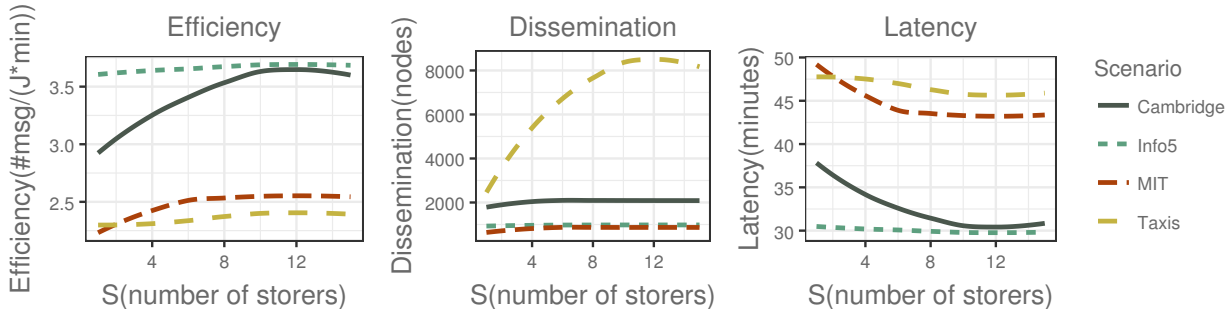 Efficiency
Efficiency(#msg/(J*min))
3.5
3.0
2.5
4
8
12
S(number of storers)
Dissemination
Dissemination(nodes)
8000
6000
4000
2000
4
8
12
S(number of storers)
Latency
Latency(minutes)
50
45
40
35
30
4
8
12
S(number of storers)
Scenario
Cambridge
Info5
MIT
Taxis